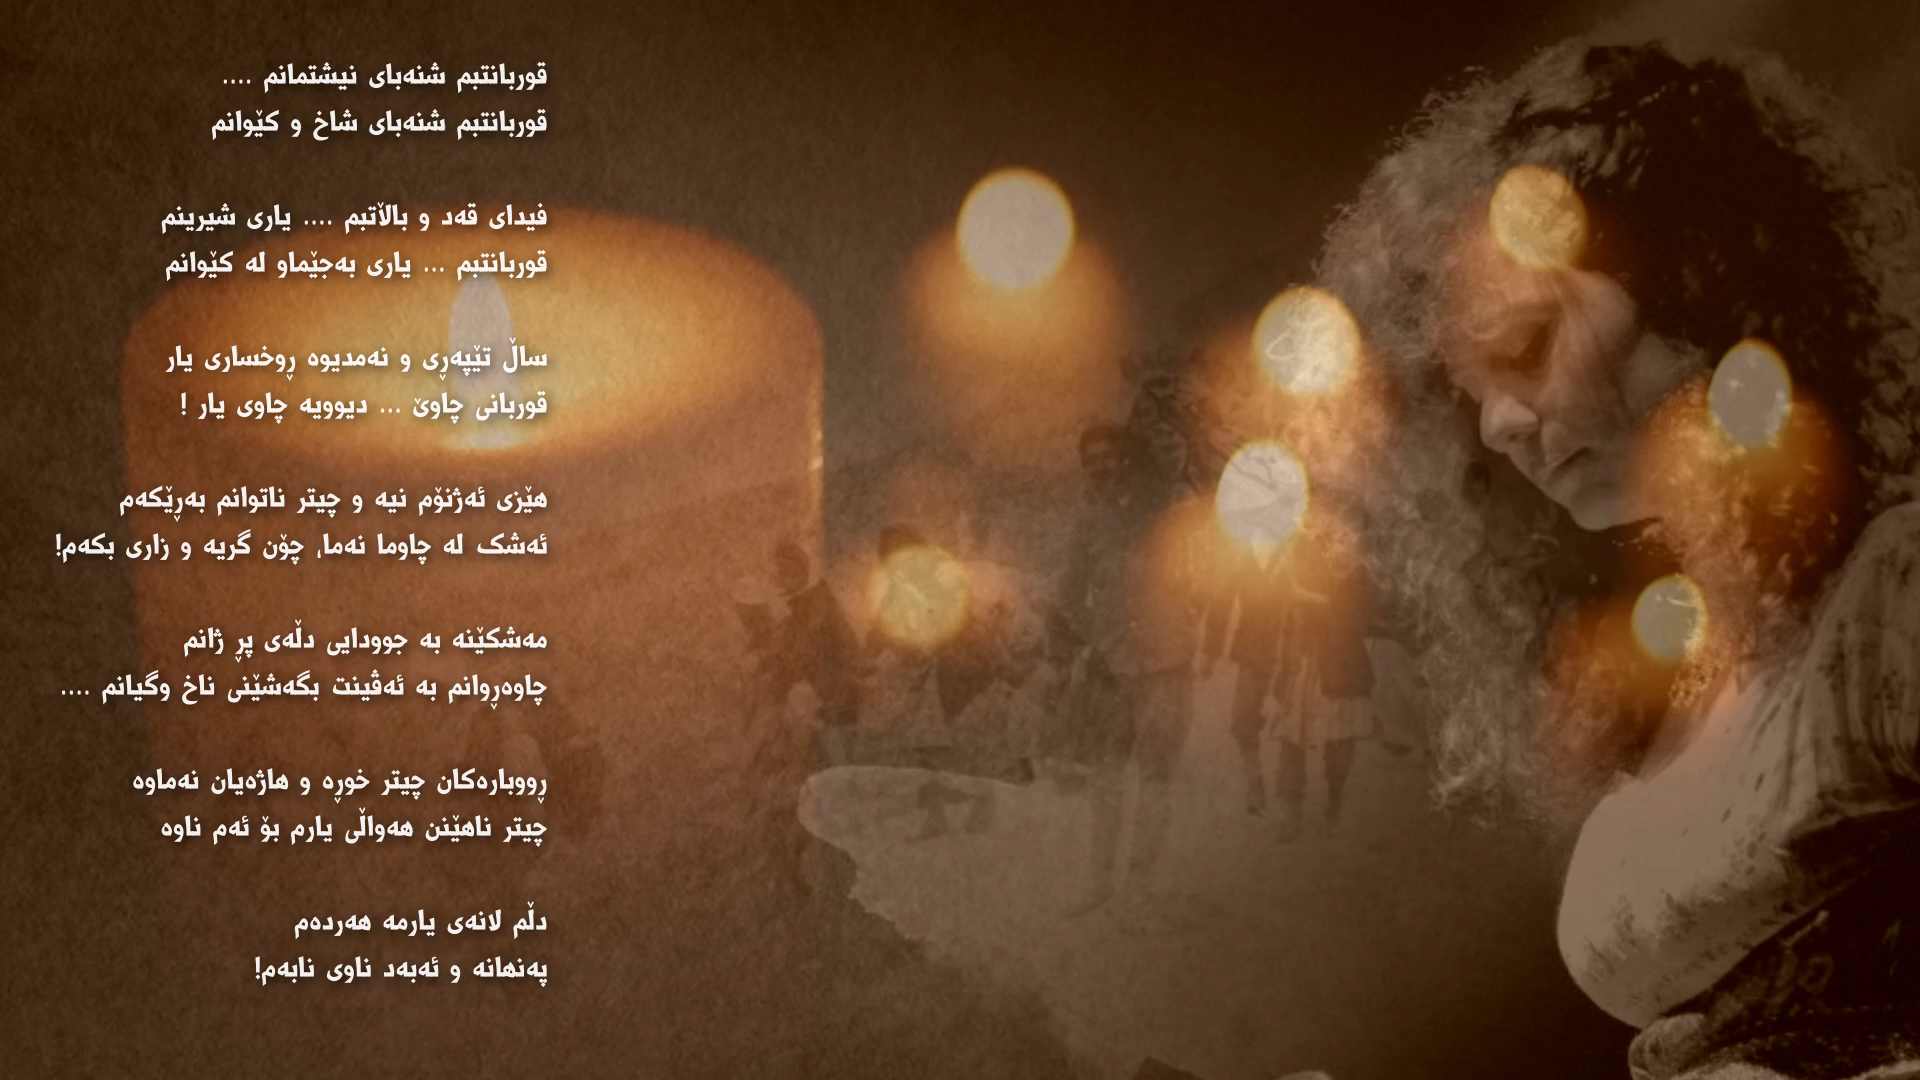 قوربانتبم شنەبای نیشتمانم ....
قوربانتبم شنەبای شاخ و کێوانم
فیدای قەد و باڵاتبم .... یاری شیرینم
قوربانتبم ... یاری بەجێماو لە کێوانم
ساڵ تێپەڕی و نەمدیوە ڕوخساری یار
قوربانی چاوێ ... دیوویە چاوی یار !
هێزی ئەژنۆم نیە و چیتر ناتوانم بەڕێکەم
ئەشک لە چاوما نەما، چۆن گریە و زاری بکەم!
مەشکێنە بە جوودایی دڵەی پڕ ژانم
چاوەڕوانم بە ئەڤینت بگەشێنی ناخ وگیانم ....
ڕووبارەکان چیتر خوڕە و هاژەیان نەماوە
چیتر ناهێنن هەواڵی یارم بۆ ئەم ناوە
دڵم لانەی یارمە هەردەم
پەنهانە و ئەبەد ناوی نابەم!